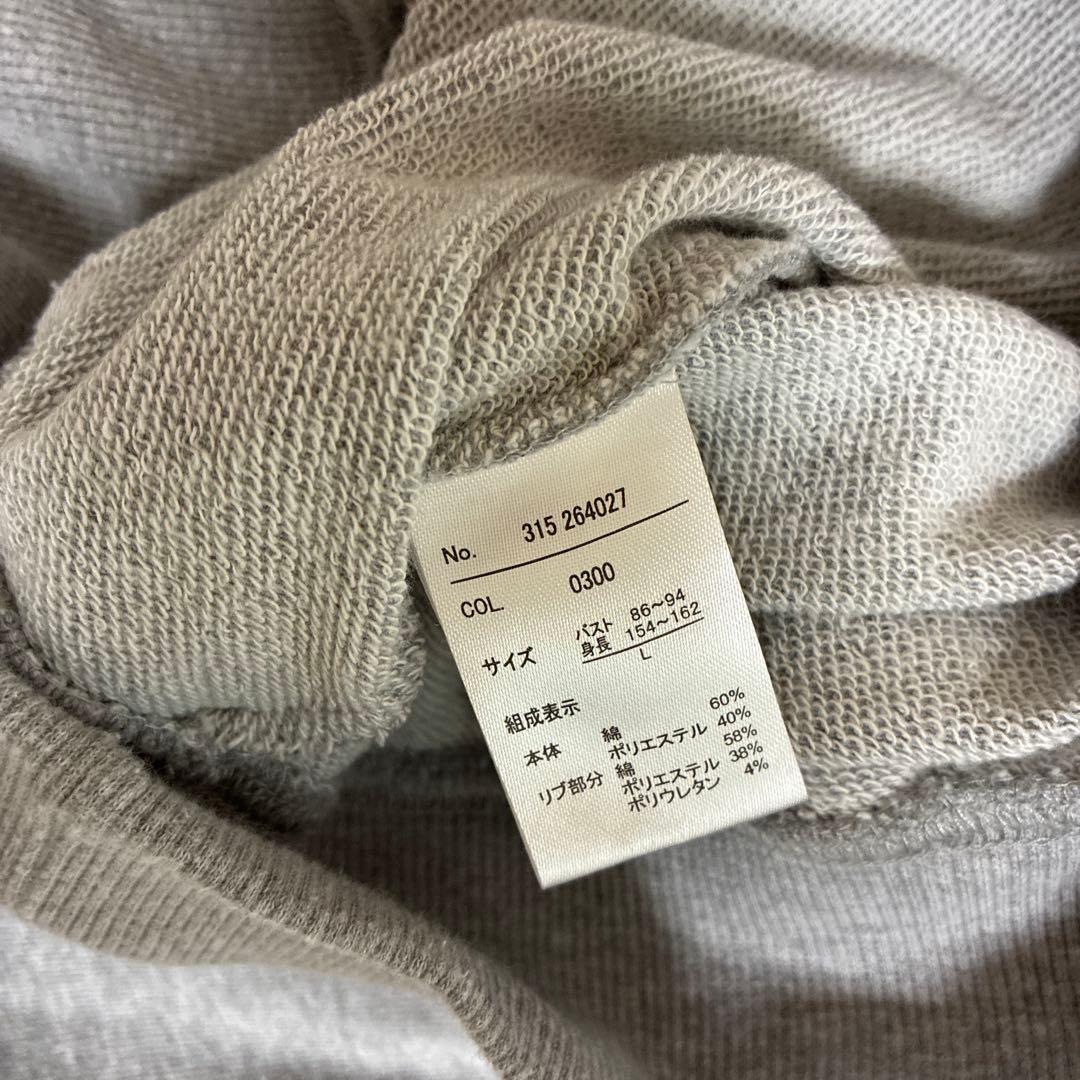 No. 315 264027
COL. 0300
サイズ バスト 86〜94
身長 154〜162
L
組成表示
本体 綿 60%
ポリエステル 40%
リブ部分 綿 58%
ポリエステル 38%
ポリウレタン 4%